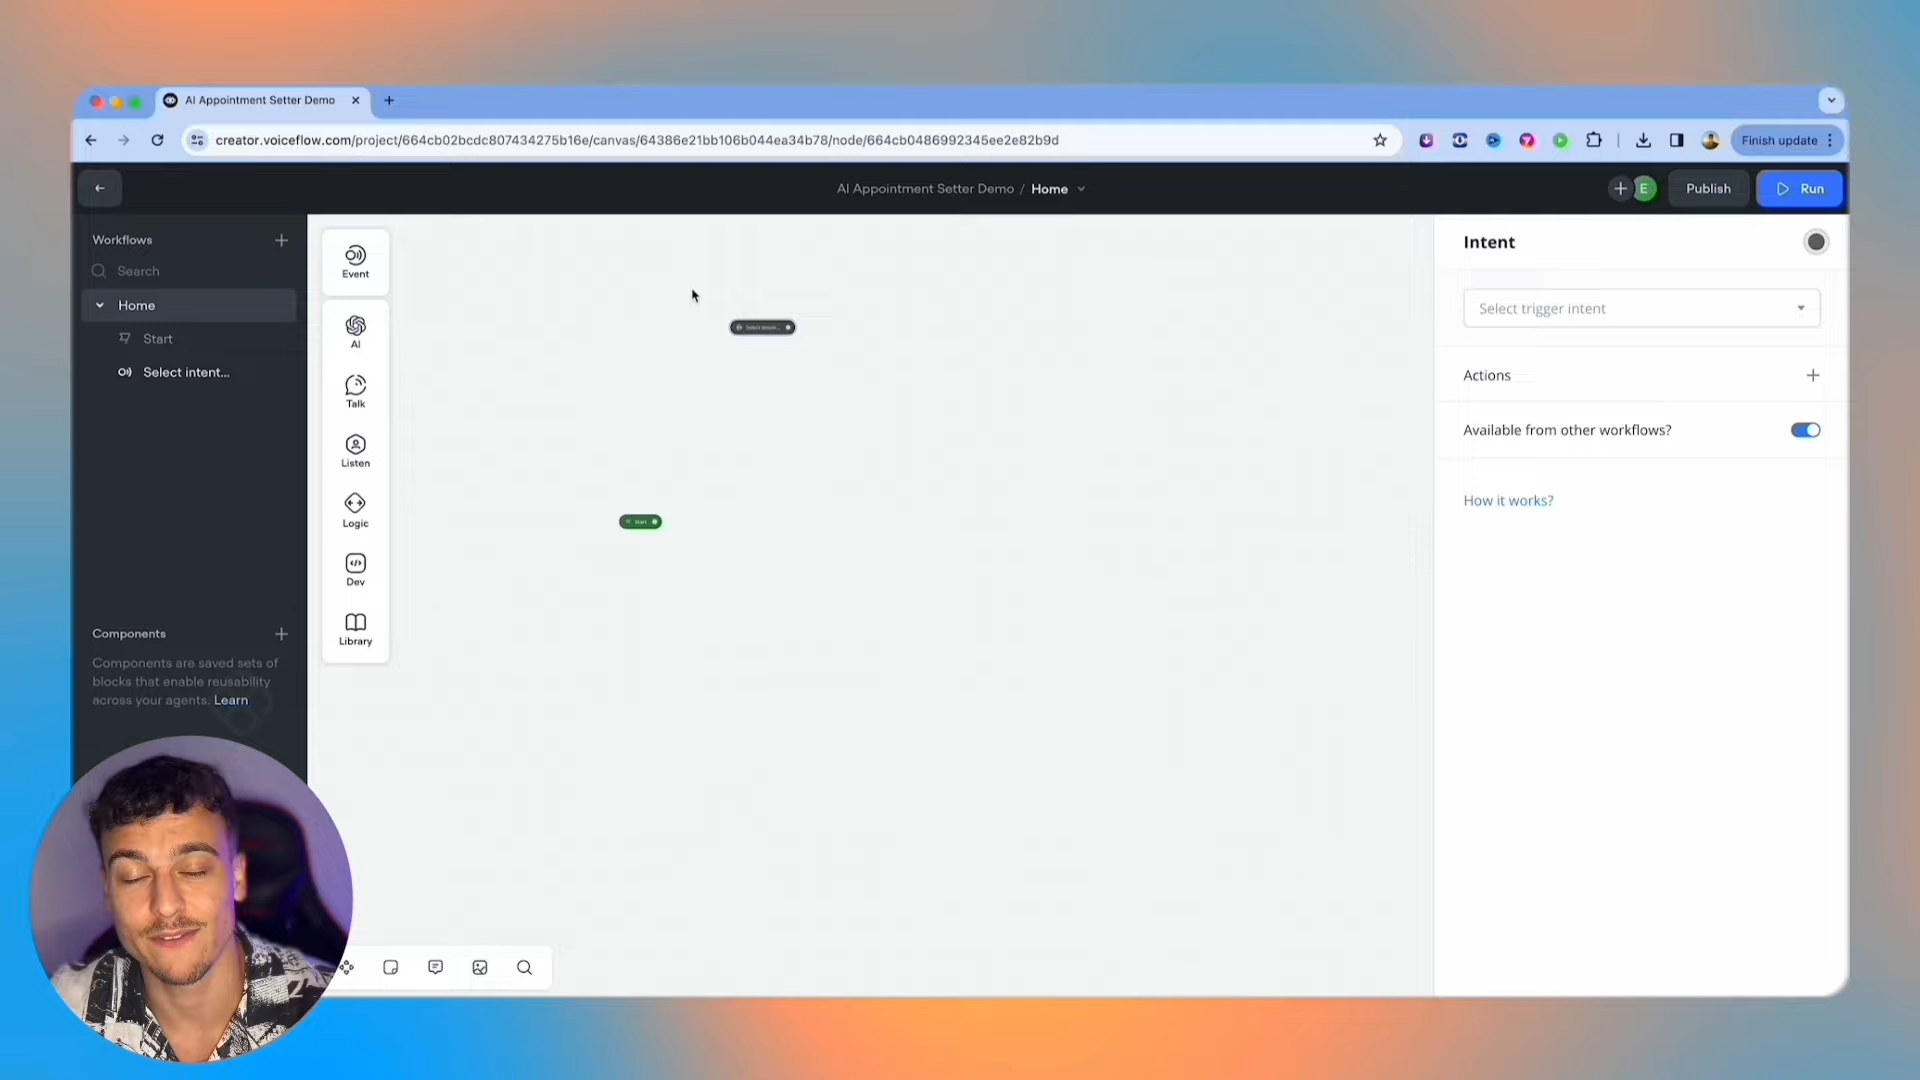 AI Appointment Setter Demo
creator.voiceflow.com/project/664cb02bcdc807434275b16e/canvas/64386e21bb106b044ea34b78/node/664cb0486992345ee2e82b9d
Finish update
AI Appointment Setter Demo / Home
E
Publish
Run
Workflows
Search
Home
Start
Select intent...
Components
Components are saved sets of
blocks that enable reusability
across your agents. Learn
Event
AI
Talk
Listen
Logic
Dev
Library
Select intent...
Start
Intent
Select trigger intent
Actions
Available from other workflows?
How it works?